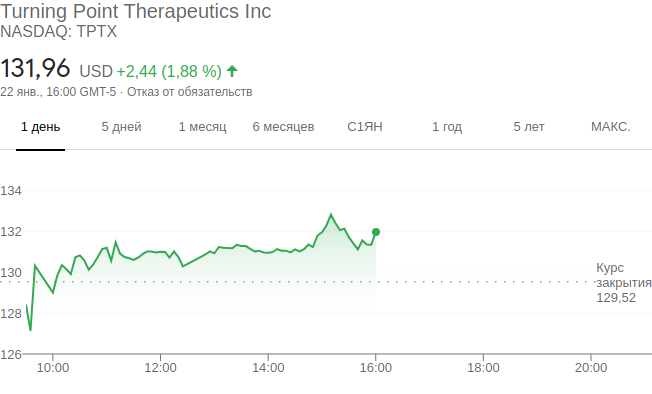 Turning Point Therapeutics Inc
NASDAQ: TPTX
131,96 USD +2,44 (1,88 %)
22 янв., 16:00 GMT-5 · Отказ от обязательств
1 день 5 дней 1 месяц 6 месяцев С1ЯН 1 год 5 лет МАКС.
134
132
130
128
126
Курс
закрытия
129,52
10:00 12:00 14:00 16:00 18:00 20:00